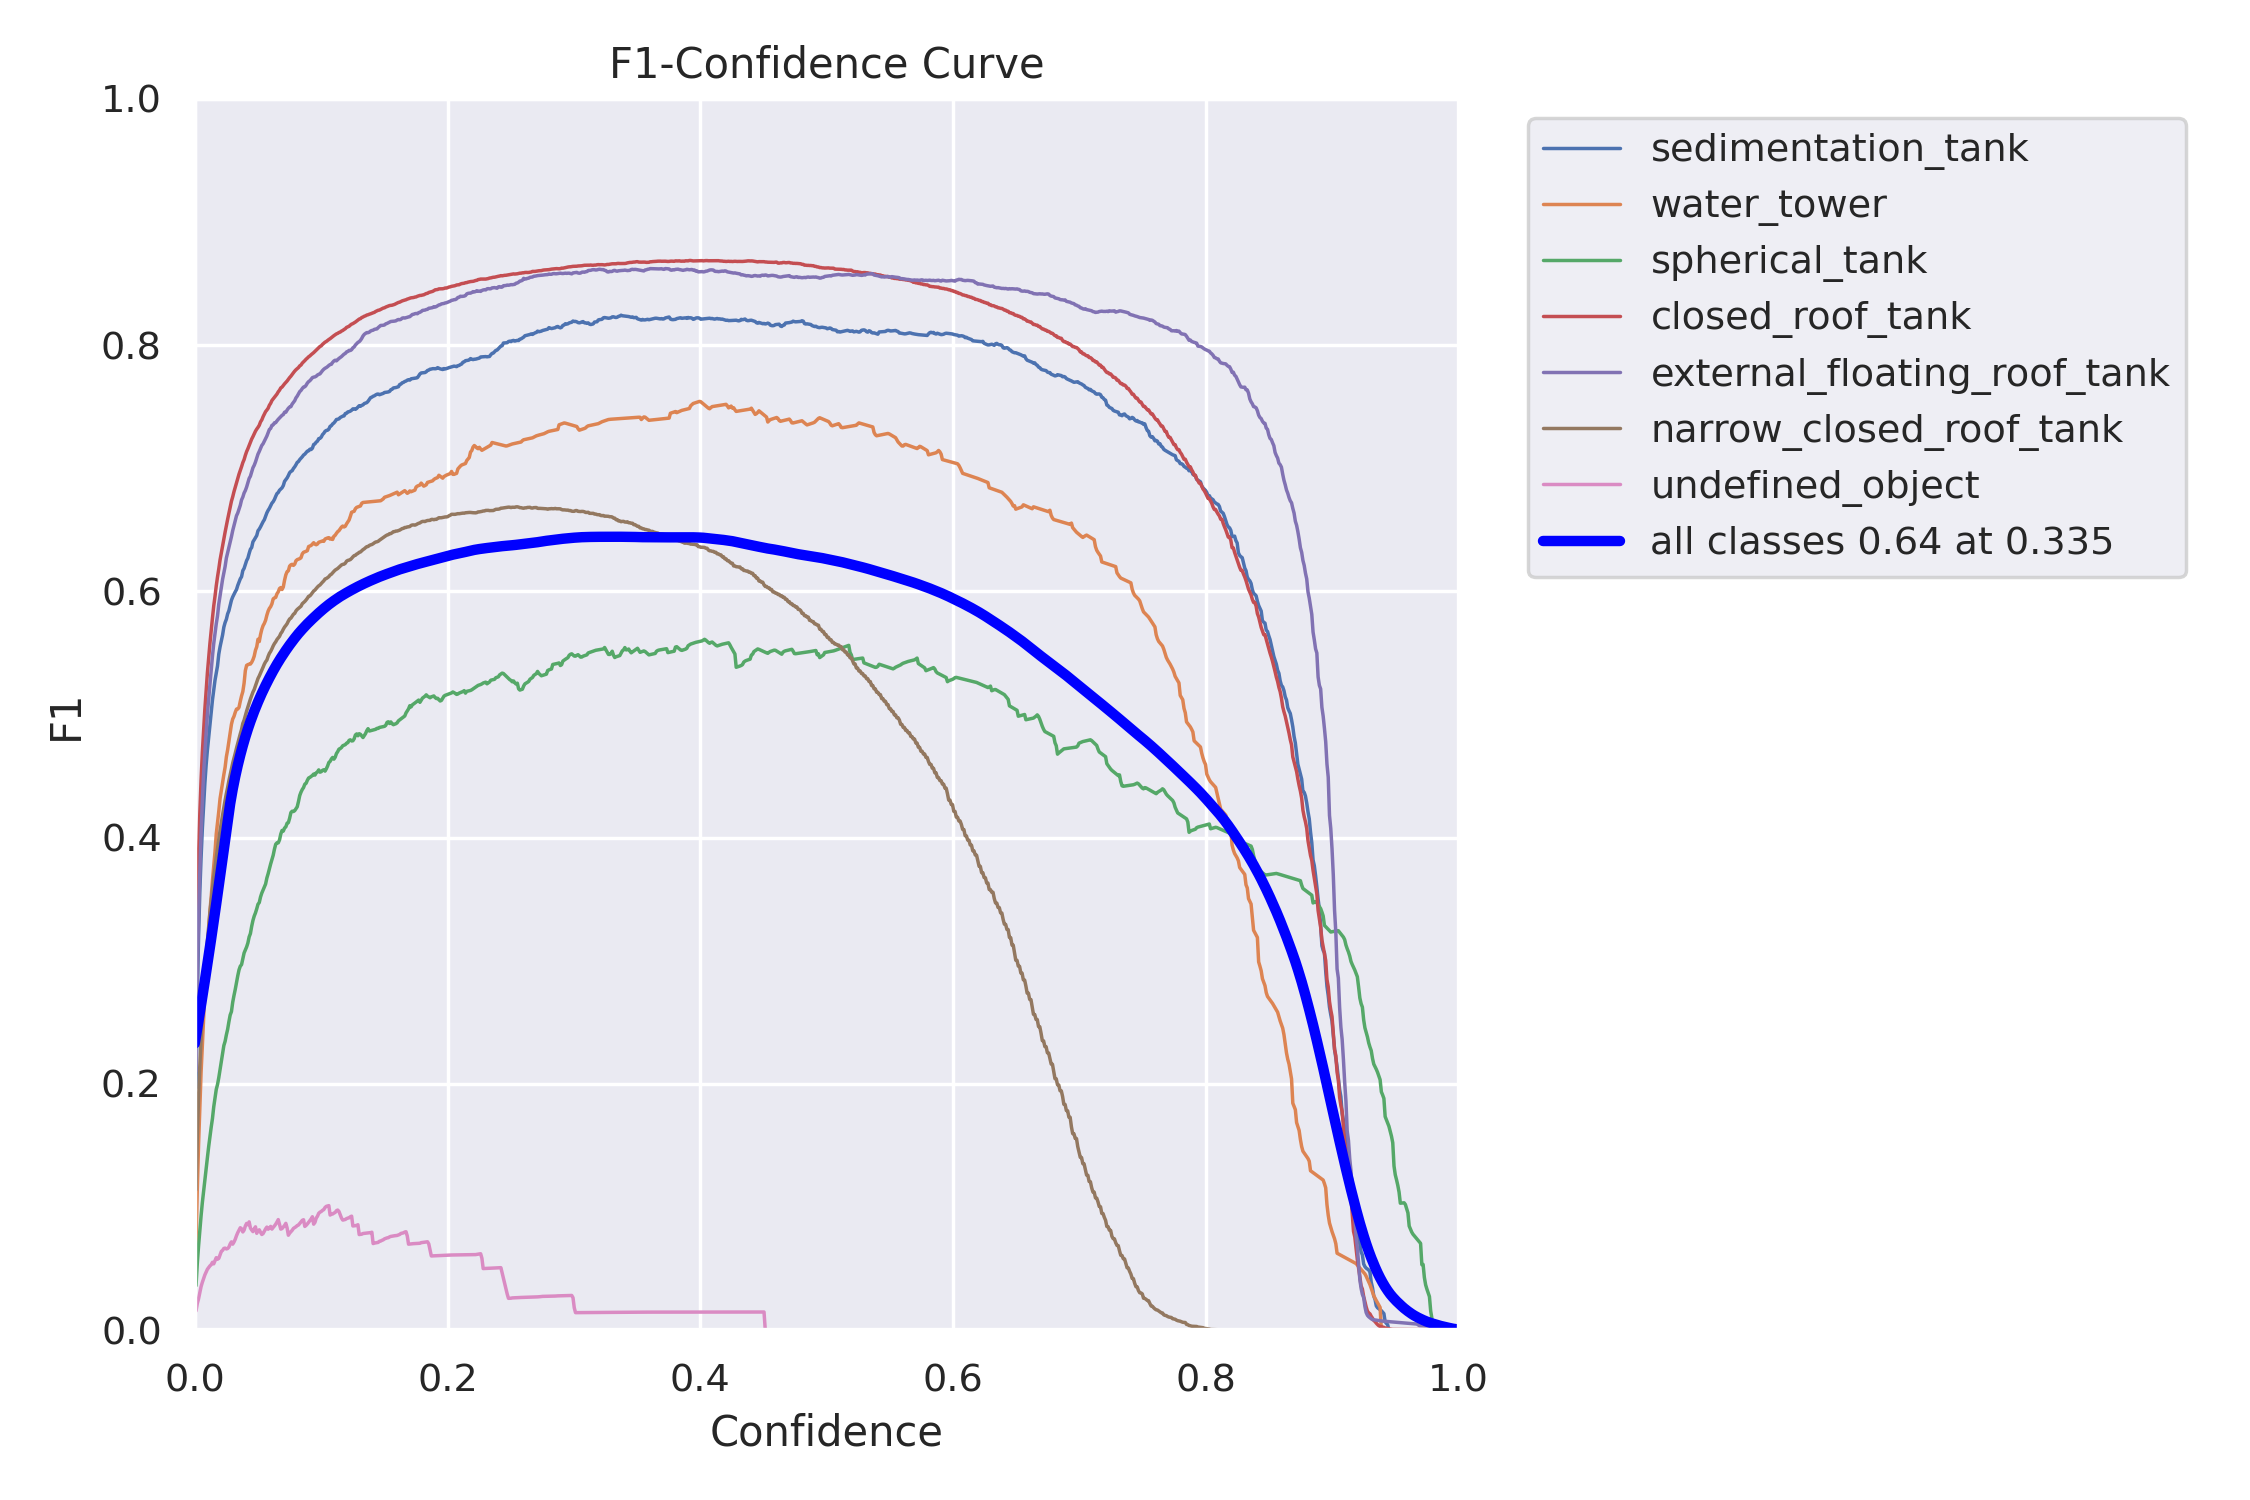 F1-Confidence Curve
1.0
0.8
0.6
0.4
0.2
0.0
F1
0.0 0.2 0.4 0.6 0.8 1.0
Confidence
sedimentation_tank
water_tower
spherical_tank
closed_roof_tank
external_floating_roof_tank
narrow_closed_roof_tank
undefined_object
all classes 0.64 at 0.335